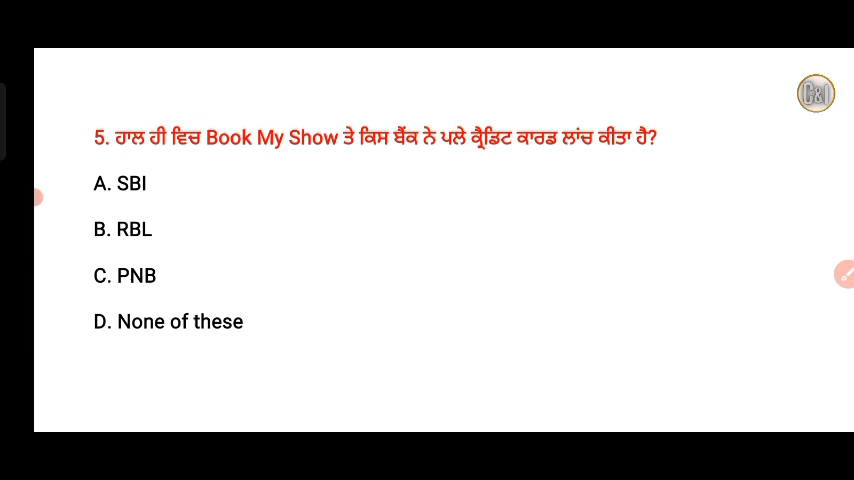 C&I
5. ਹਾਲ ਹੀ ਵਿਚ Book My Show ਤੇ ਕਿਸ ਬੈਂਕ ਨੇ ਪਲੇ ਕ੍ਰੈਡਿਟ ਕਾਰਡ ਲਾਂਚ ਕੀਤਾ ਹੈ?
A. SBI
B. RBL
C. PNB
D. None of these